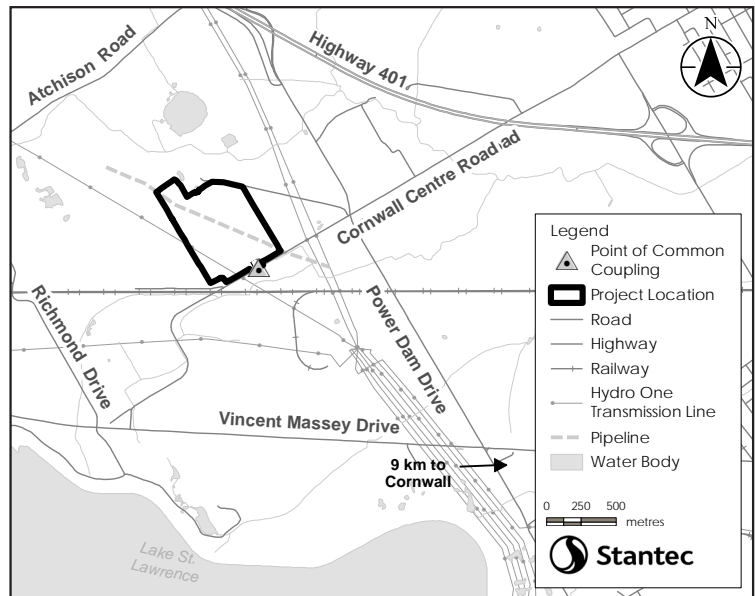 N
Highway 401
Atchison Road
Cornwall Centre Road ad
Legend
Point of Common
Coupling
Project Location
Road
Highway
Railway
Hydro One
Transmission Line
Pipeline
Water Body
0 250 500
metres
Stantec
Richmond Drive
Power Dam Drive
Vincent Massey Drive
9 km to
Cornwall
Lake St.
Lawrence